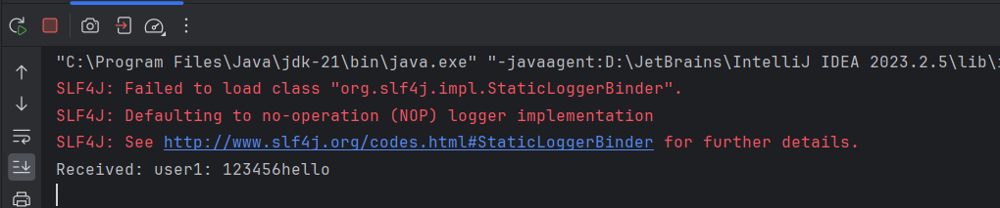 "C:\Program Files\Java\jdk-21\bin\java.exe" "-javaagent:D:\JetBrains\IntelliJ IDEA 2023.2.5\lib\
SLF4J: Failed to load class "org.slf4j.impl.StaticLoggerBinder".
SLF4J: Defaulting to no-operation (NOP) logger implementation
SLF4J: See http://www.slf4j.org/codes.html#StaticLoggerBinder for further details.
Received: user1: 123456hello